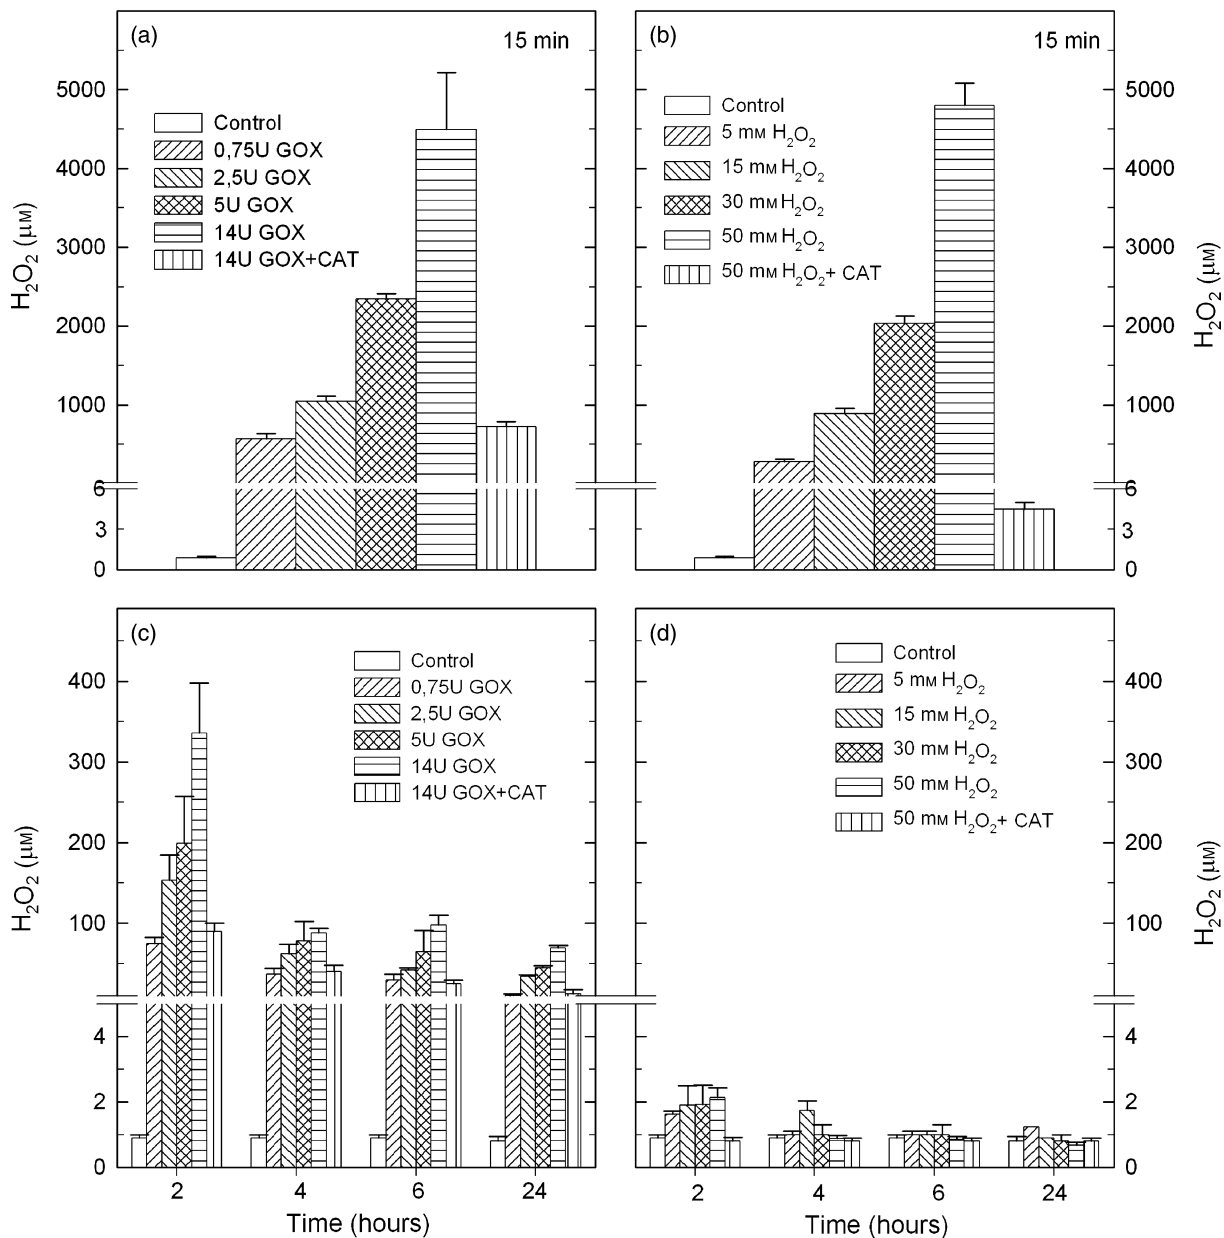 (a)
15 min
H₂O₂ (μM)
5000
4000
3000
2000
1000
6
3
0
Control
0,75U GOX
2,5U GOX
5U GOX
14U GOX
14U GOX+CAT
(b)
15 min
Control
5 mM H₂O₂
15 mM H₂O₂
30 mM H₂O₂
50 mM H₂O₂
50 mM H₂O₂+ CAT
5000
4000
3000
2000
1000
6
3
0
H₂O₂ (μM)
(c)
H₂O₂ (μM)
400
300
200
100
4
2
0
Control
0,75U GOX
2,5U GOX
5U GOX
14U GOX
14U GOX+CAT
2
4
6
24
Time (hours)
(d)
Control
5 mM H₂O₂
15 mM H₂O₂
30 mM H₂O₂
50 mM H₂O₂
50 mM H₂O₂+ CAT
400
300
200
100
4
2
0
H₂O₂ (μM)
2
4
6
24
Time (hours)